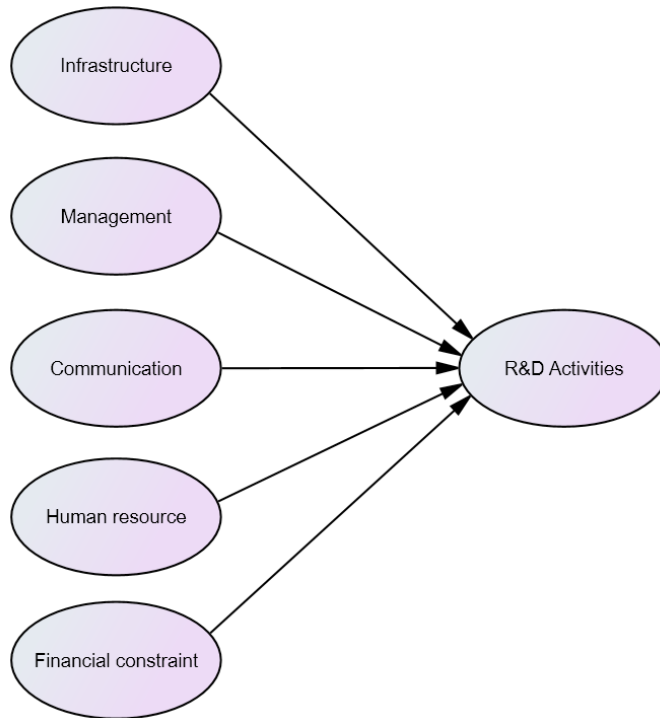 Infrastructure
Management
Communication
R&D Activities
Human resource
Financial constraint